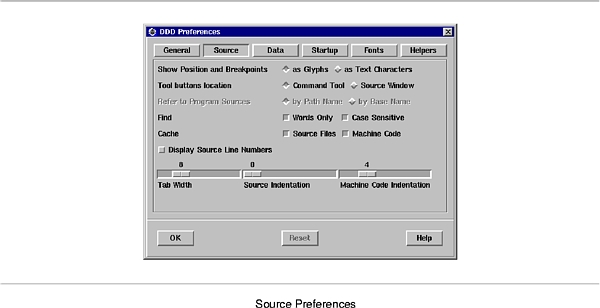 DDD Preferences
General Source Data Startup Fonts Helpers
Show Position and Breakpoints as Glyphs as Text Characters
Tool buttons location Command Tool Source Window
Refer to Program Sources by Path Name by Base Name
Find Words Only Case Sensitive
Cache Source Files Machine Code
Display Source Line Numbers
8 0 4
Tab Width Source Indentation Machine Code Indentation
OK Reset Help
Source Preferences